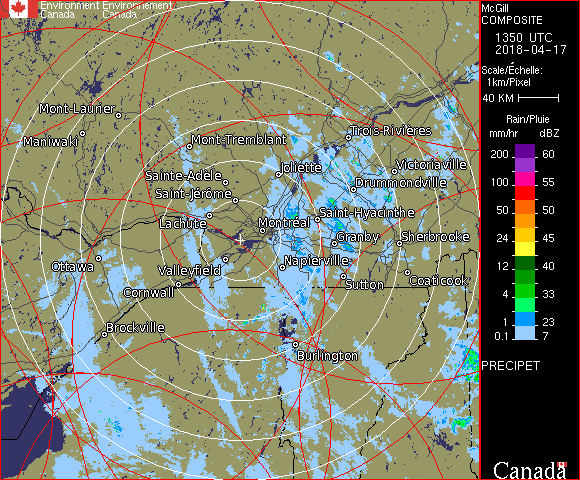 Environment Environnement
Canada Canada
McGill
COMPOSITE
1350 UTC
2018-04-17
Scale/Échelle:
1km/Pixel
40 KM
Rain/Pluie
mm/hr dBZ
200 60
100 55
50 50
24 45
12 40
4 33
1 23
0.1 7
PRECIPET
Canada
Mont-Laurier
Maniwaki
Mont-Tremblant
Trois-Rivières
Joliette
Victoriaville
Sainte-Adèle
Drummondville
Saint-Jérôme
Lachute
Saint-Hyacinthe
Montréal
Granby
Sherbrooke
Ottawa
Valleyfield
Napierville
Cornwall
Sutton
Coaticook
Brockville
Burlington